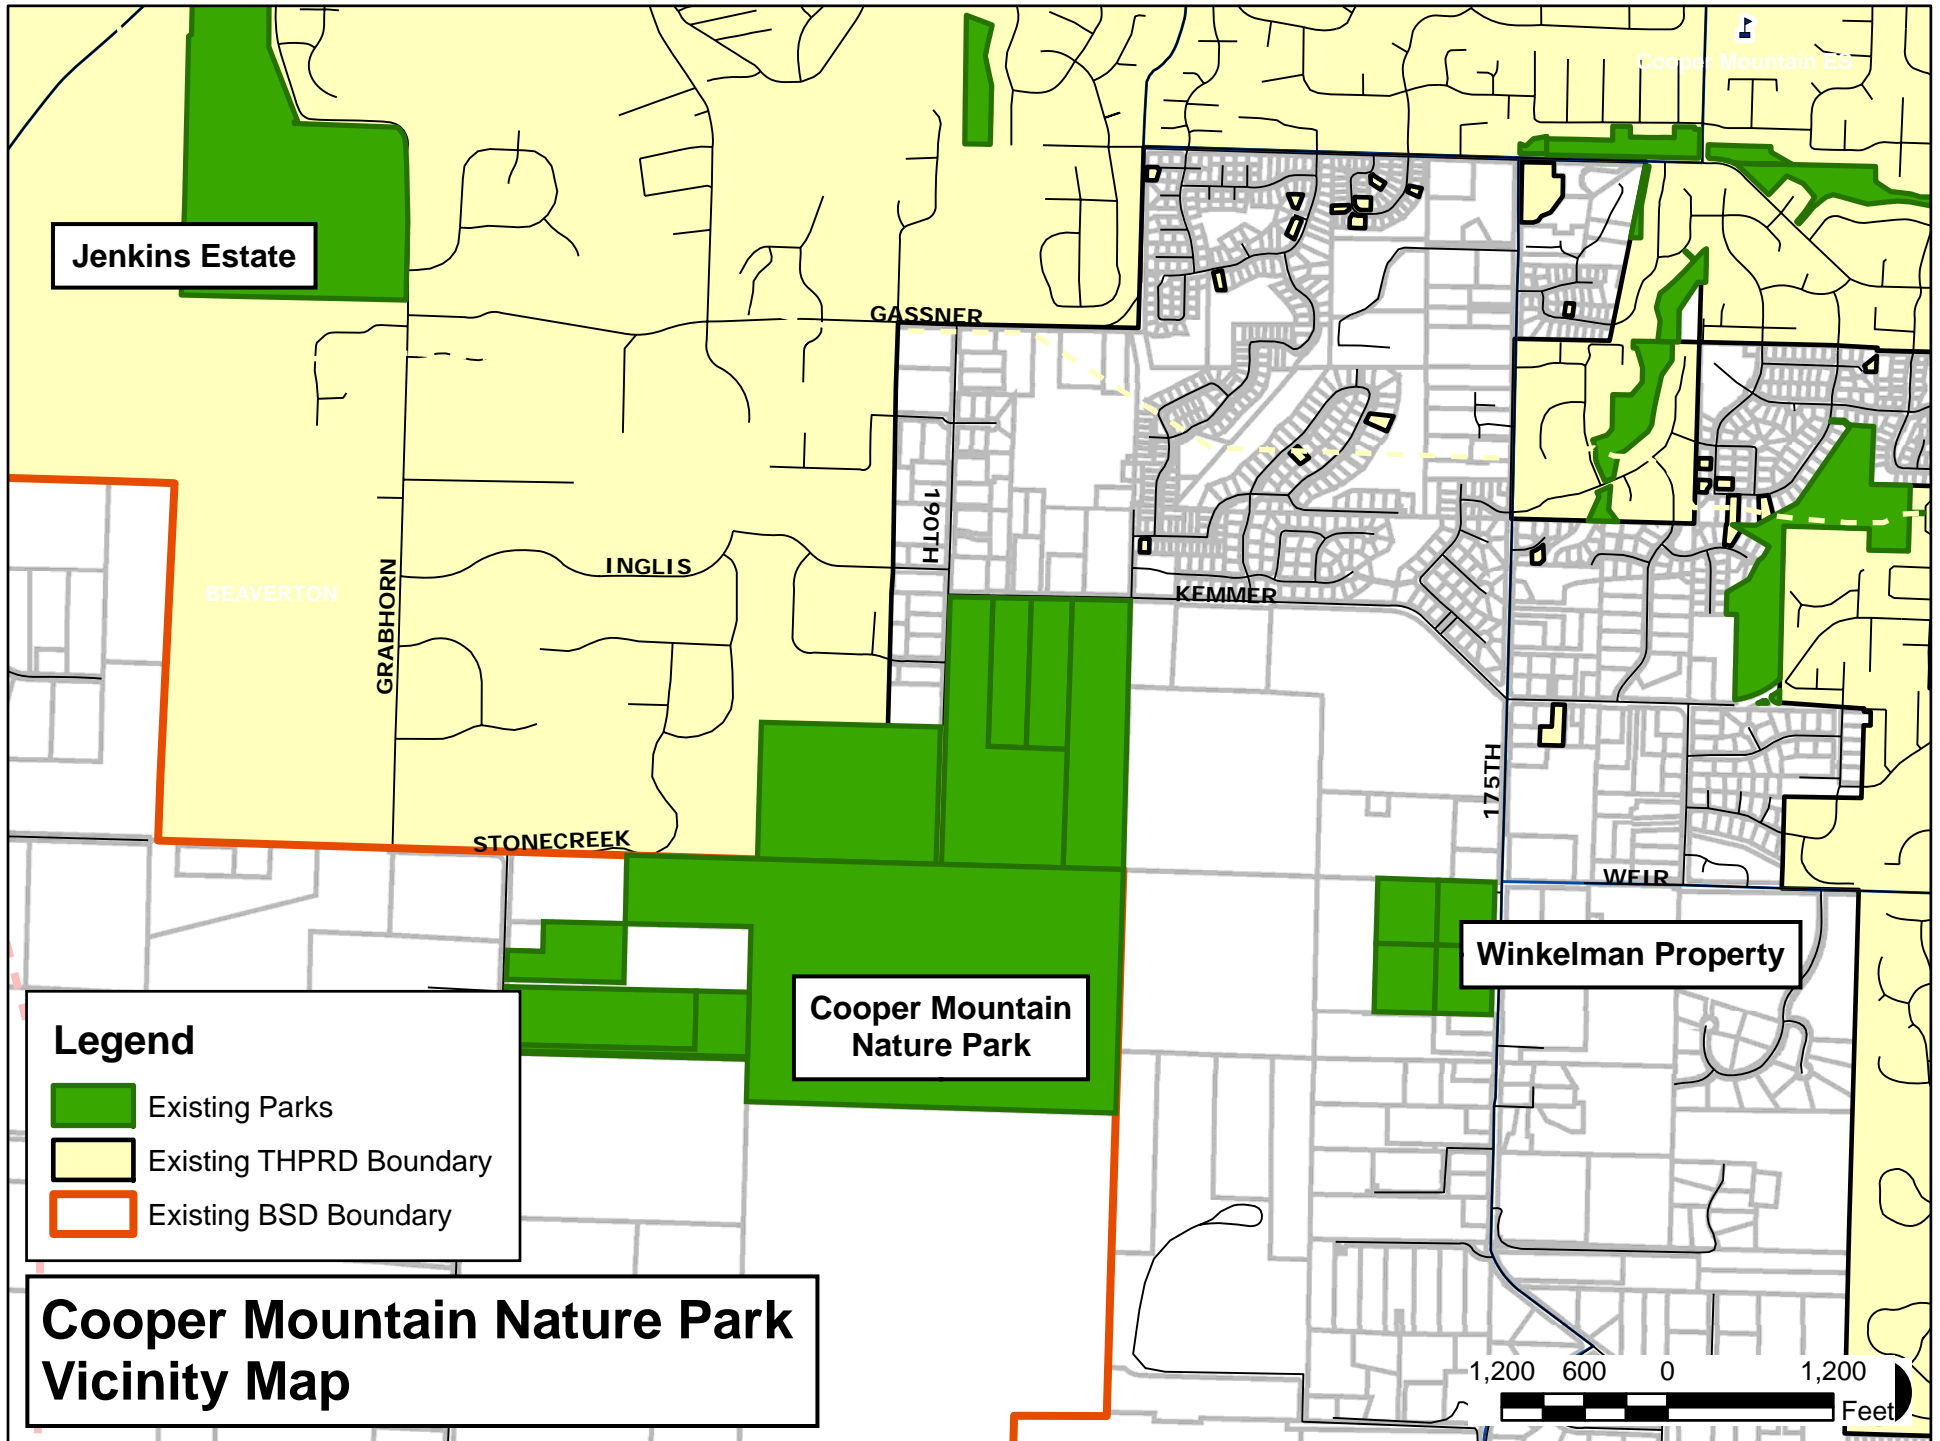 Cooper Mountain ES
Jenkins Estate
GASSNER
190TH
INGLIS
BEAVERTON
GRABHORN
KEMMER
175TH
STONECREEK
WEIR
Winkelman Property
Cooper Mountain
Nature Park
Legend
Existing Parks
Existing THPRD Boundary
Existing BSD Boundary
Cooper Mountain Nature Park
Vicinity Map
1,200 600 0 1,200
Feet